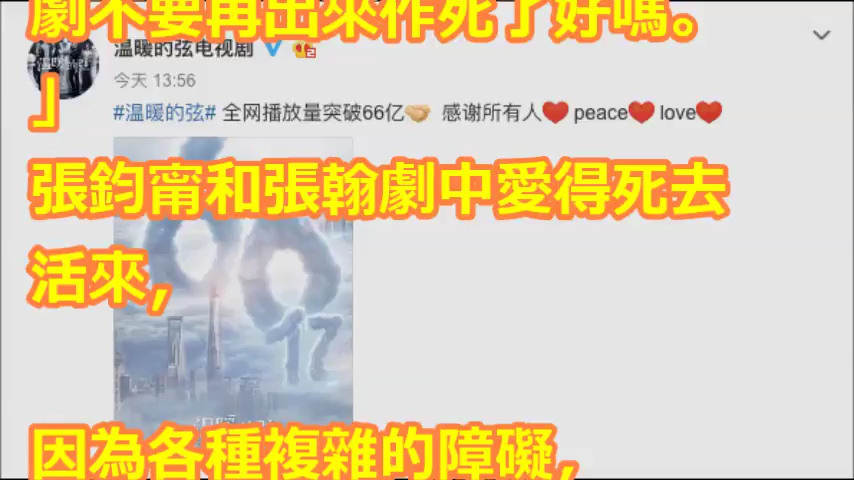 劇不要再出來作死了好嗎。
温暖的弦电视剧
今天 13:56
」
#温暖的弦# 全网播放量突破66亿🤝 感谢所有人❤ peace❤ love❤
張鈞甯和張翰劇中愛得死去
活來,
因為各種複雜的障礙,